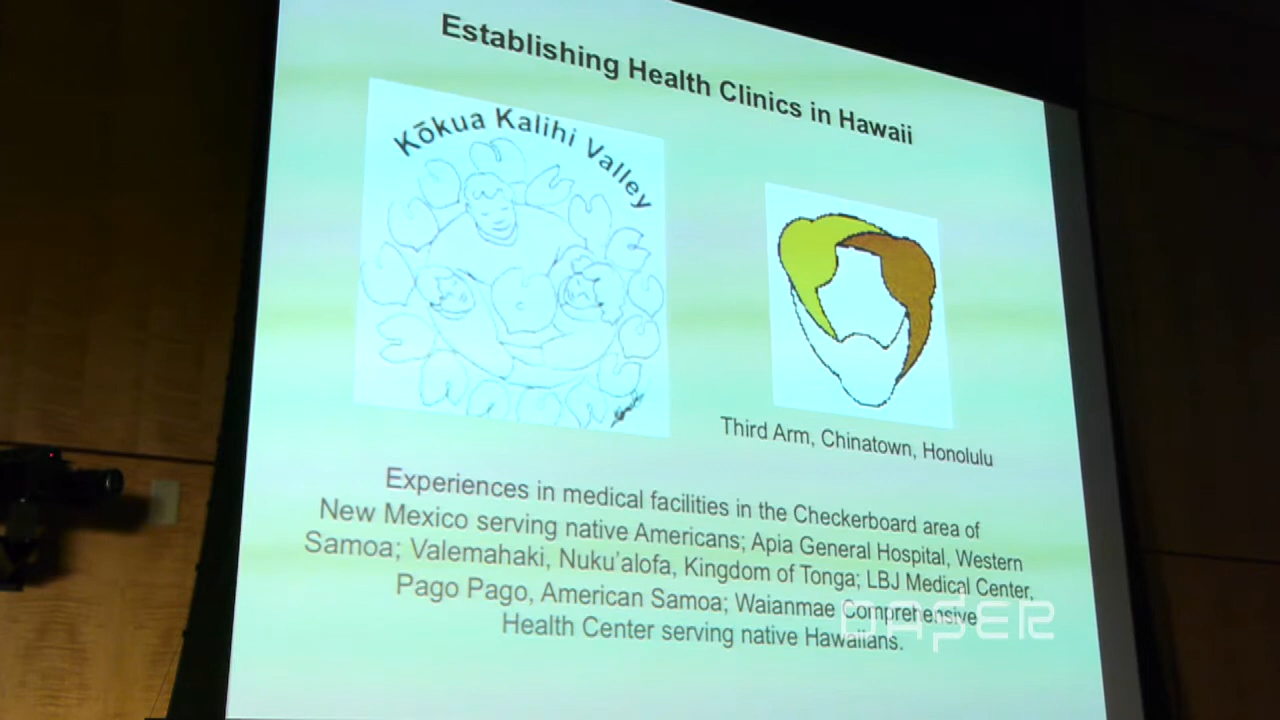 Establishing Health Clinics in Hawaii
Kōkua Kalihi Valley
Third Arm, Chinatown, Honolulu
Experiences in medical facilities in the Checkerboard area of
New Mexico serving native Americans; Apia General Hospital, Western
Samoa; Valemahaki, Nuku'alofa, Kingdom of Tonga; LBJ Medical Center,
Pago Pago, American Samoa; Waianmae Comprehensive
Health Center serving native Hawaiians.
DASER